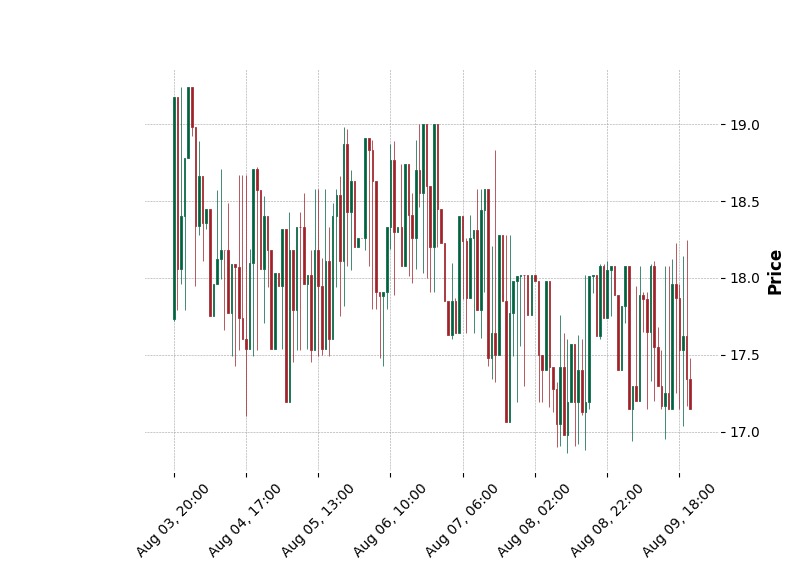 19.0
18.5
18.0
17.5
17.0
Price
Aug 03, 20:00
Aug 04, 17:00
Aug 05, 13:00
Aug 06, 10:00
Aug 07, 06:00
Aug 08, 02:00
Aug 08, 22:00
Aug 09, 18:00